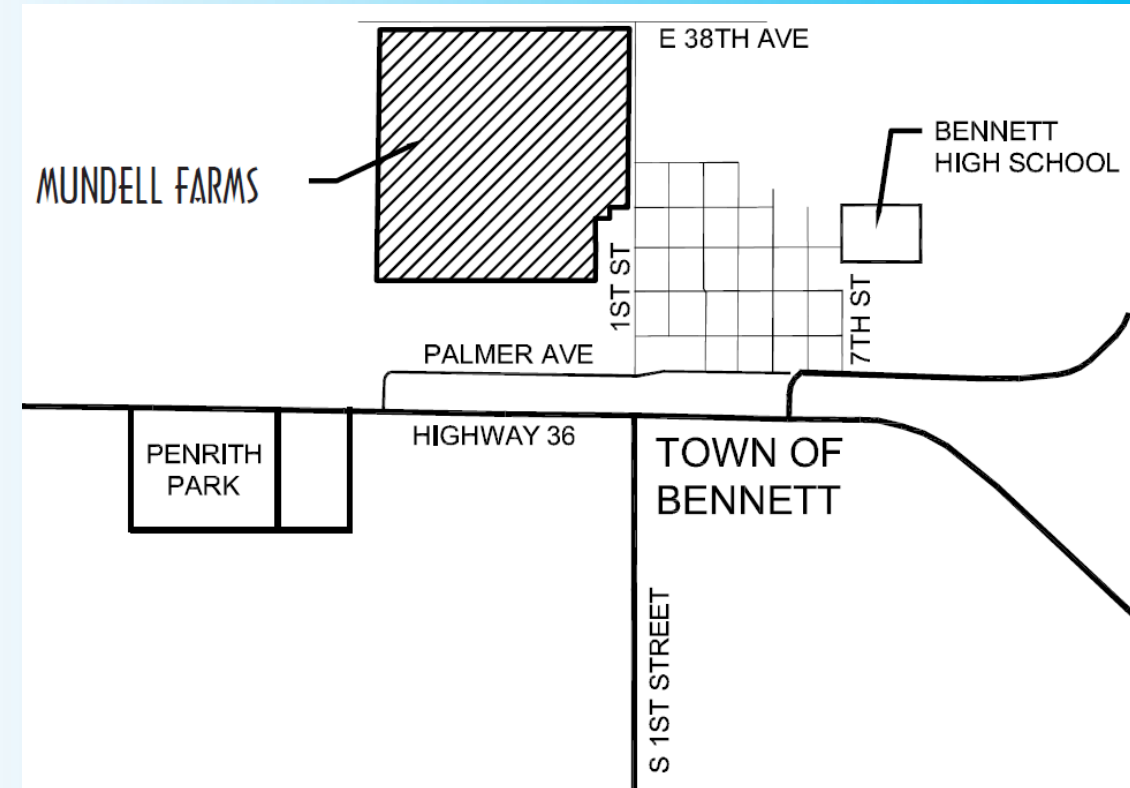 E 38TH AVE
BENNETT
HIGH SCHOOL
MUNDELL FARMS
1ST ST
7TH ST
PALMER AVE
HIGHWAY 36
PENRITH
PARK
TOWN OF
BENNETT
S 1ST STREET